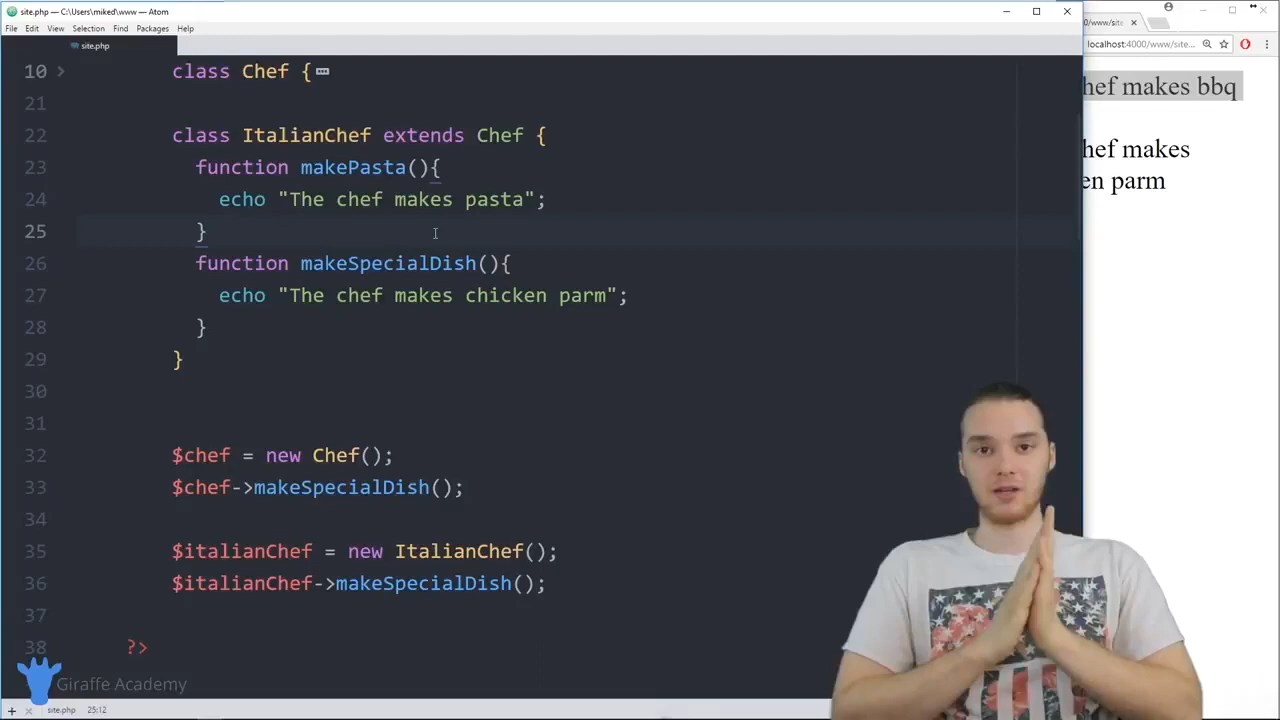 site.php — C:\Users\miked\www — Atom
File Edit View Selection Find Packages Help
site.php
localhost:4000/www/site...
10 class Chef {
21
22 class ItalianChef extends Chef {
23 function makePasta(){
24 echo "The chef makes pasta";
25 }
26 function makeSpecialDish(){
27 echo "The chef makes chicken parm";
28 }
29 }
30
31
32 $chef = new Chef();
33 $chef->makeSpecialDish();
34
35 $italianChef = new ItalianChef();
36 $italianChef->makeSpecialDish();
37
38 ?>
hef makes bbq
hef makes
en parm
Giraffe Academy
site.php 25:12